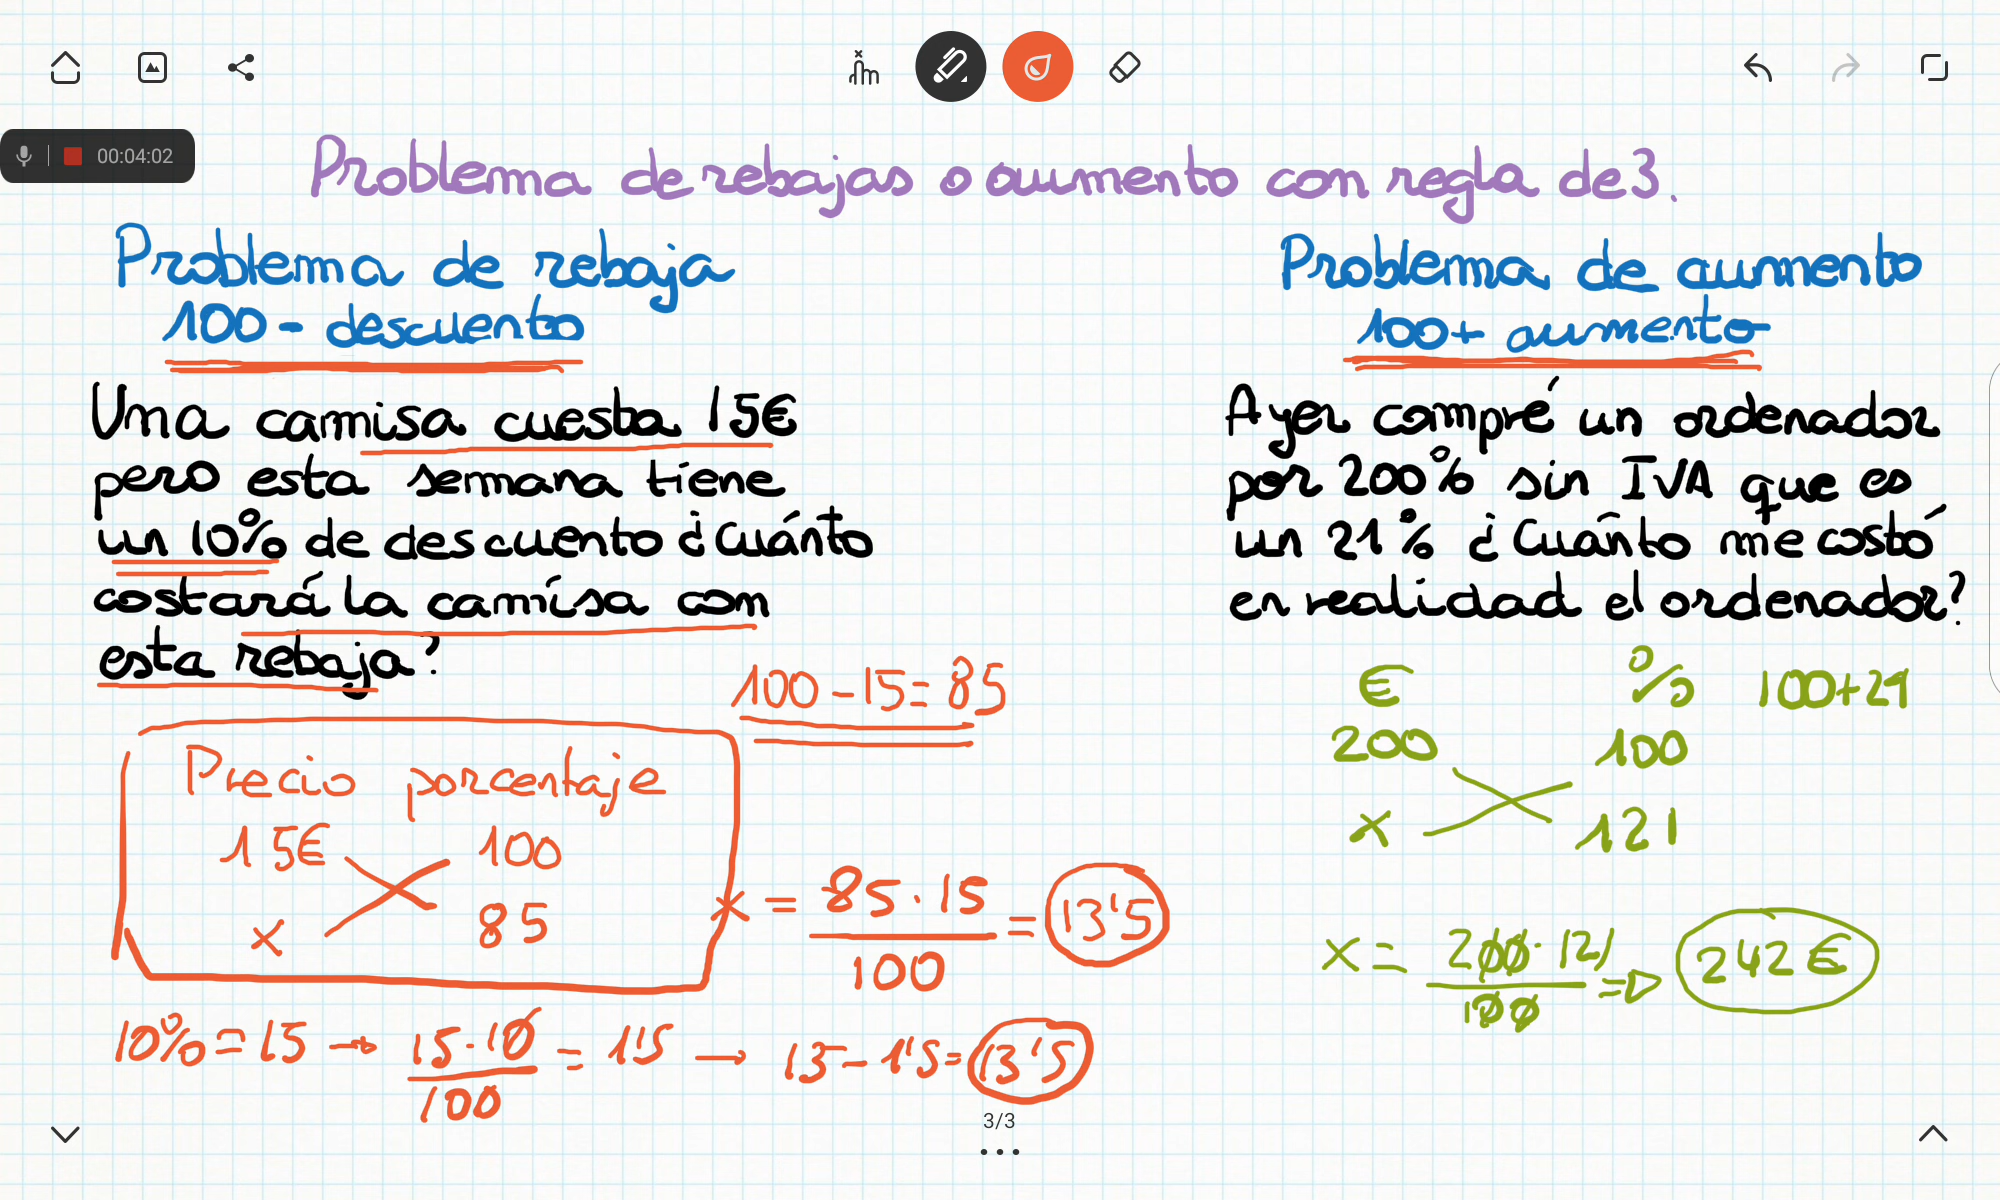 00:04:02
Problema de rebajas o aumento con regla de 3.
Problema de rebaja
100 - descuento
Una camisa cuesta 15€
pero esta semana tiene
un 10% de descuento ¿Cuánto
costará la camisa com
esta rebaja?
100 - 15 = 85
Precio porcentaje
15€ 100
x 85
x = 85 · 15 / 100 = 13'5
10% = 15 → 15 · 10 / 100 = 1'5 → 15 - 1'5 = 13'5
Problema de aumento
100 + aumento
Ayer compré un ordenador
por 200% sin IVA que es
un 21% ¿Cuánto me costó
en realidad el ordenador?
€ % 100+21
200 100
x 121
x = 200 · 121 / 100 => 242 €
3/3